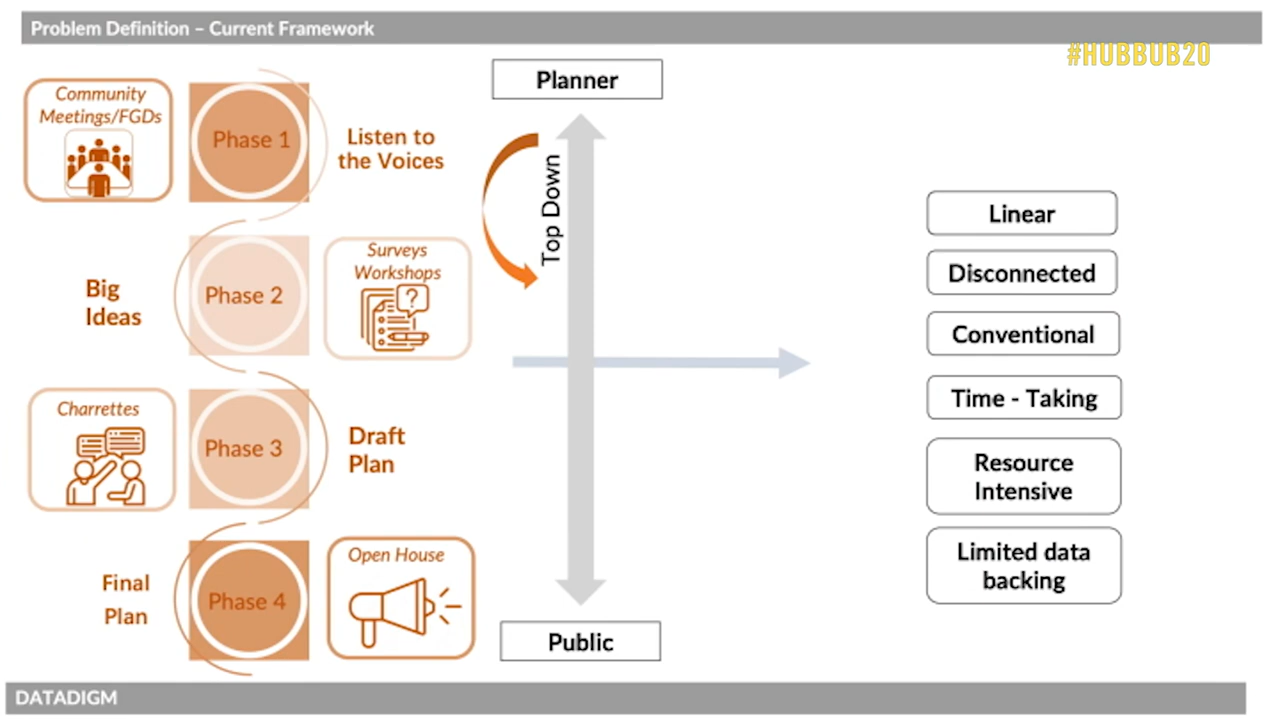 Problem Definition – Current Framework
#HUBBUB20
Community
Meetings/FGDs
Phase 1
Listen to
the Voices
Big
Ideas
Phase 2
Surveys
Workshops
?
Charrettes
Phase 3
Draft
Plan
Final
Plan
Phase 4
Open House
Planner
Top Down
Public
Linear
Disconnected
Conventional
Time - Taking
Resource
Intensive
Limited data
backing
DATADIGM